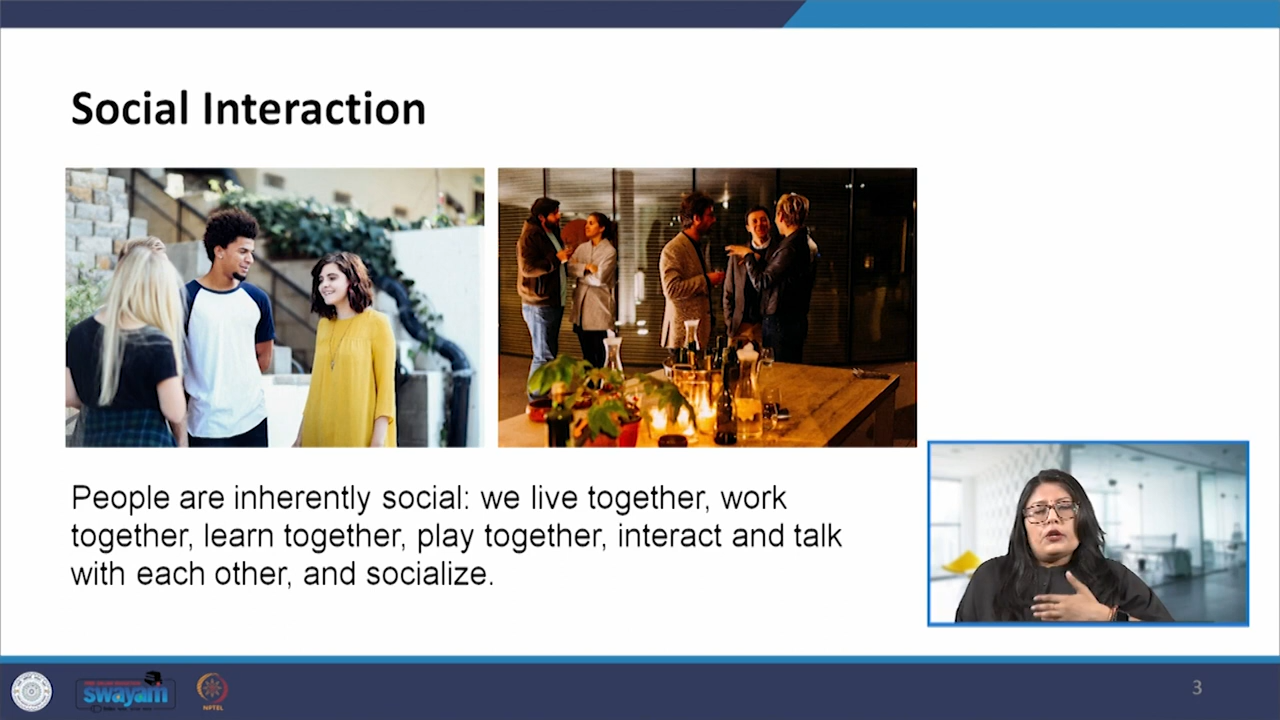 Social Interaction
People are inherently social: we live together, work
together, learn together, play together, interact and talk
with each other, and socialize.
swayam
NPTEL
3